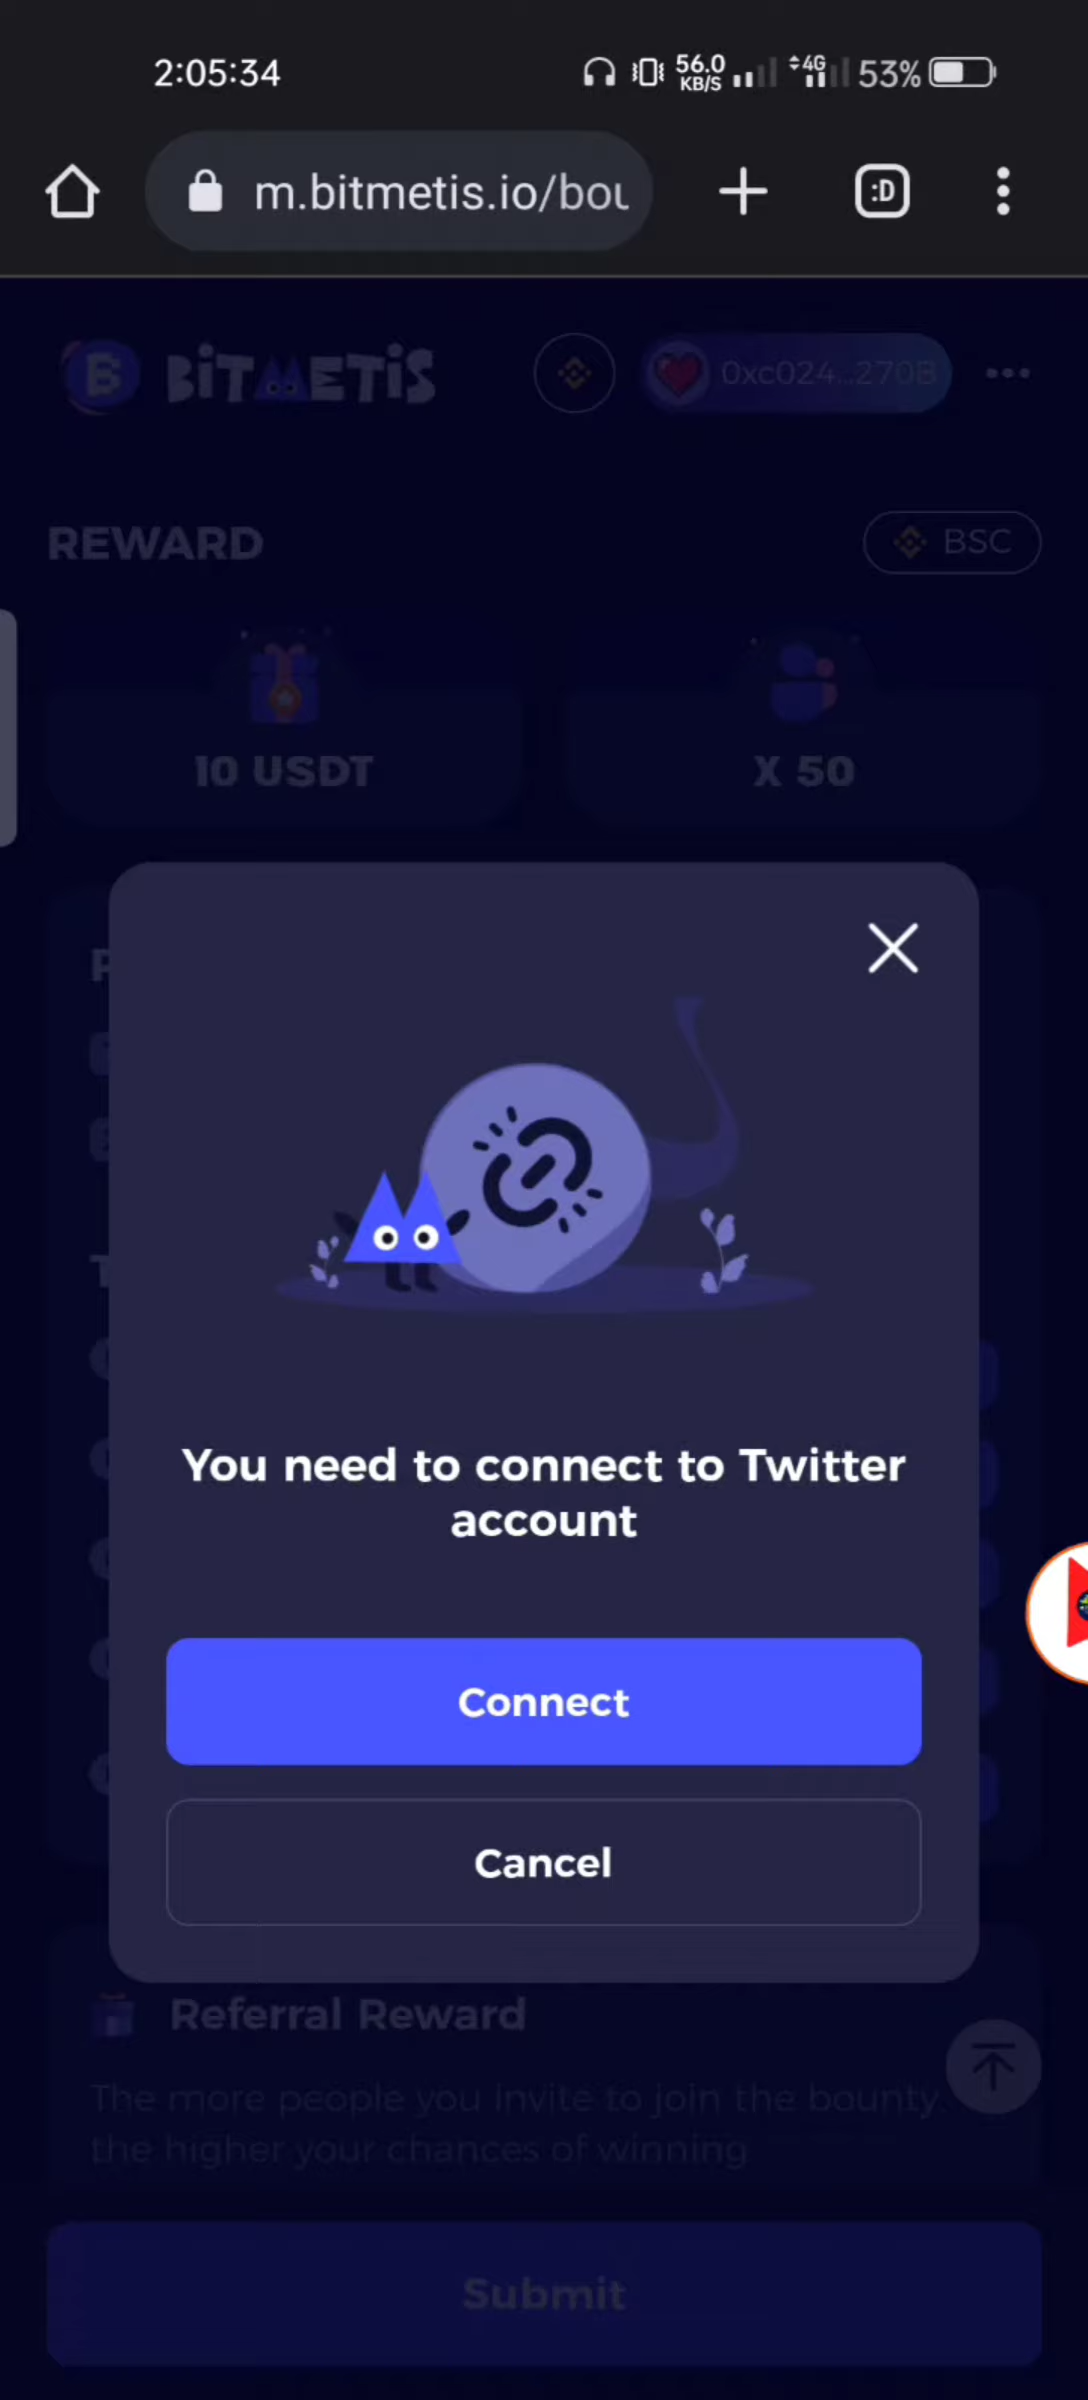 2:05:34
56.0
KB/S
4G
53%
:D
m.bitmetis.io/bou
BiTMETiS
0xc024...270B
REWARD
BSC
10 USDT
X 50
You need to connect to Twitter
account
Connect
Cancel
Referral Reward
The more people you invite to join the bounty,
the higher your chances of winning
Submit